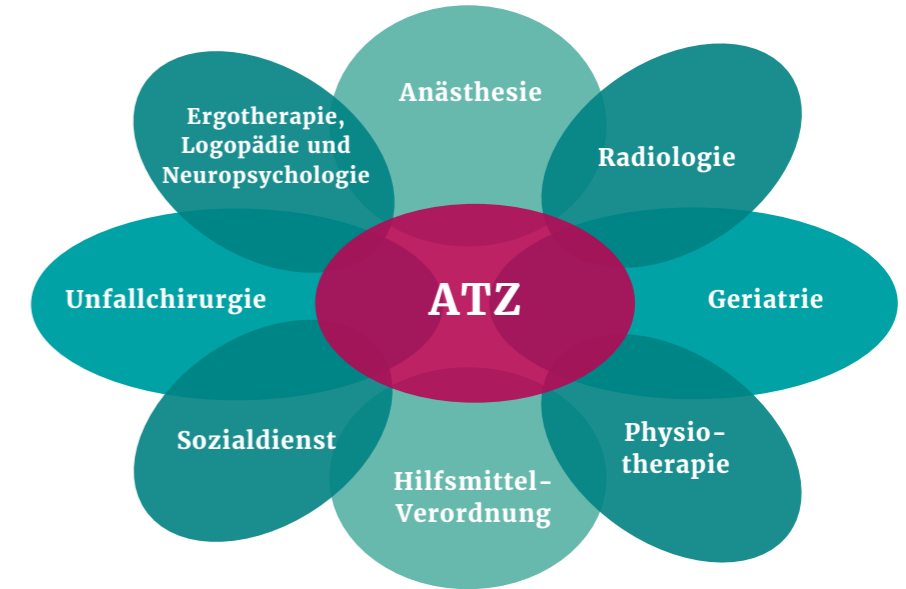 Anästhesie
Ergotherapie,
Logopädie und
Neuropsychologie
Radiologie
Unfallchirurgie
ATZ
Geriatrie
Sozialdienst
Physio-
therapie
Hilfsmittel-
Verordnung